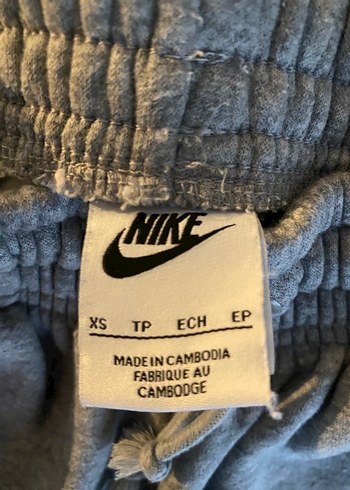 NIKE
XS TP ECH EP
MADE IN CAMBODIA
FABRIQUE AU
CAMBODGE